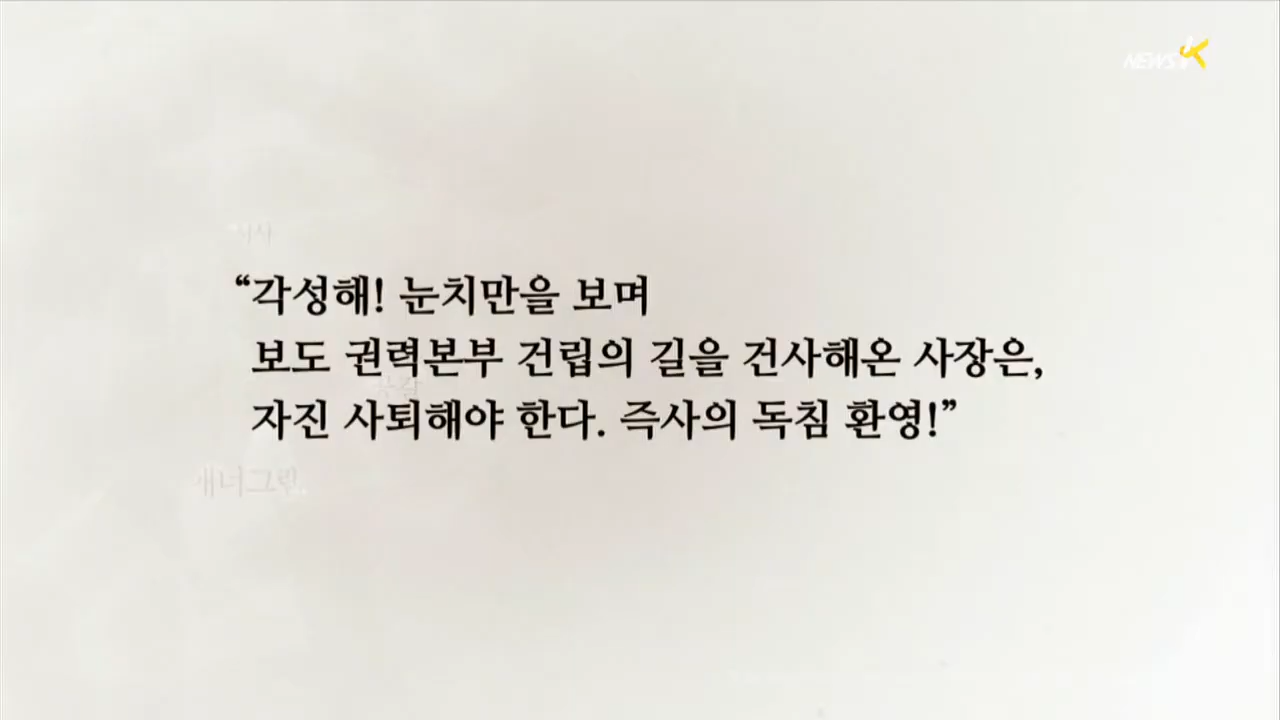 NEWS K
“각성해! 눈치만을 보며
보도 권력본부 건립의 길을 건사해온 사장은,
자진 사퇴해야 한다. 즉사의 독침 환영!”